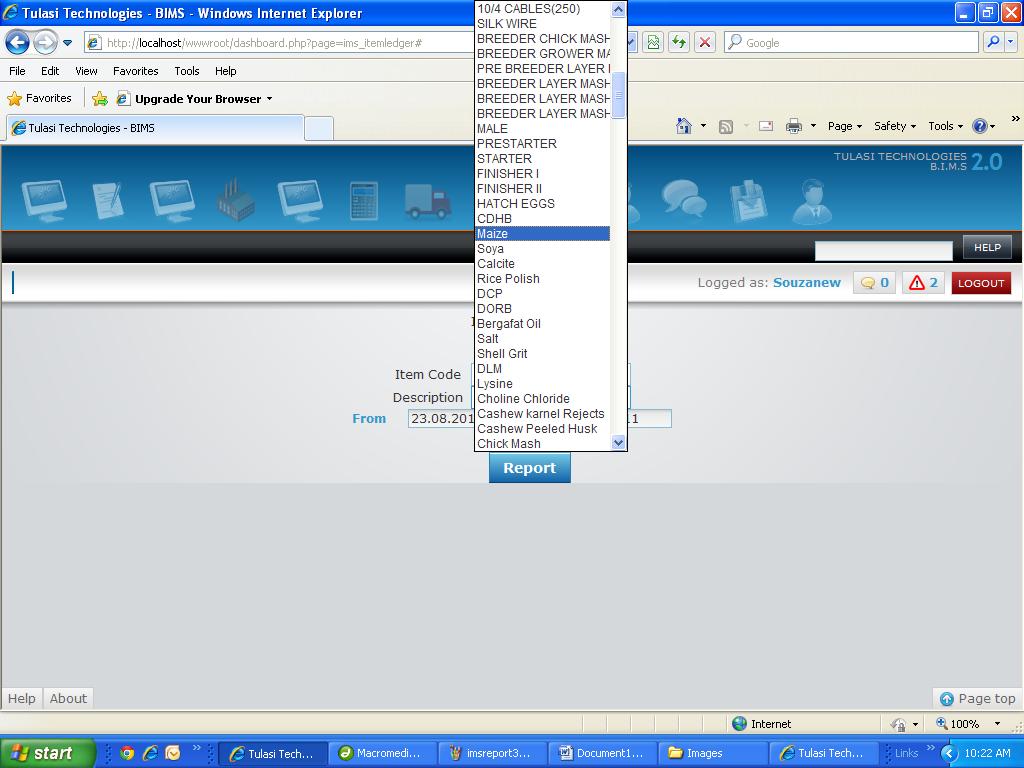 Tulasi Technologies - BIMS - Windows Internet Explorer
http://localhost/wwwroot/dashboard.php?page=ims_itemledger#
Google
File Edit View Favorites Tools Help
Favorites Upgrade Your Browser
Tulasi Technologies - BIMS
Page Safety Tools
TULASI TECHNOLOGIES 2.0
B.I.M.S
HELP
Logged as: Souzanew 0 2 LOGOUT
10/4 CABLES(250)
SILK WIRE
BREEDER CHICK MASH
BREEDER GROWER MA
PRE BREEDER LAYER
BREEDER LAYER MASH
BREEDER LAYER MASH
BREEDER LAYER MASH
MALE
PRESTARTER
STARTER
FINISHER I
FINISHER II
HATCH EGGS
CDHB
Maize
Soya
Calcite
Rice Polish
DCP
DORB
Bergafat Oil
Salt
Shell Grit
DLM
Lysine
Choline Chloride
Cashew karnel Rejects
Cashew Peeled Husk
Chick Mash
Item Code
Description
From 23.08.201 11
Report
Help About Page top
Internet 100%
start Tulasi Tech... Macromedi... imsreport3... Document1... Images Tulasi Tech... Links 10:22 AM